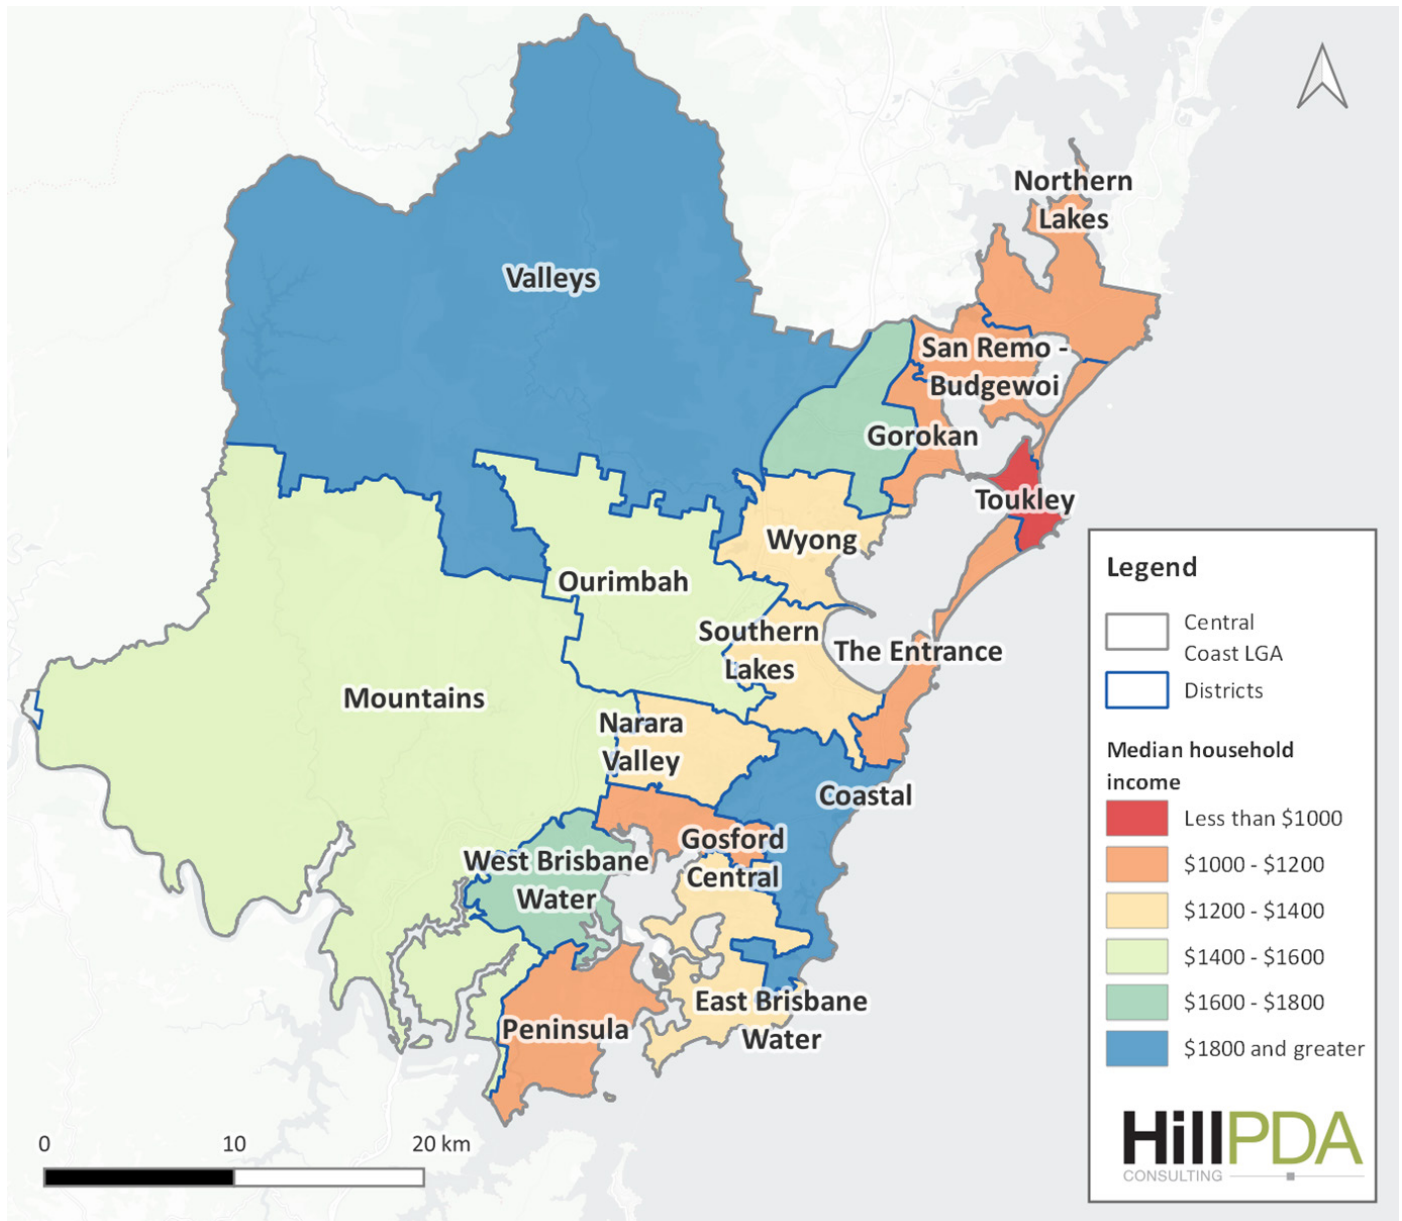 Northern
Lakes
Valleys
San Remo -
Budgewoi
Gorokan
Toukley
Wyong
Ourimbah
Southern
Lakes
The Entrance
Mountains
Narara
Valley
Coastal
Gosford
Central
West Brisbane
Water
East Brisbane
Water
Peninsula
Legend
Central
Coast LGA
Districts
Median household
income
Less than $1000
$1000 - $1200
$1200 - $1400
$1400 - $1600
$1600 - $1800
$1800 and greater
HillPDA
CONSULTING
0 10 20 km